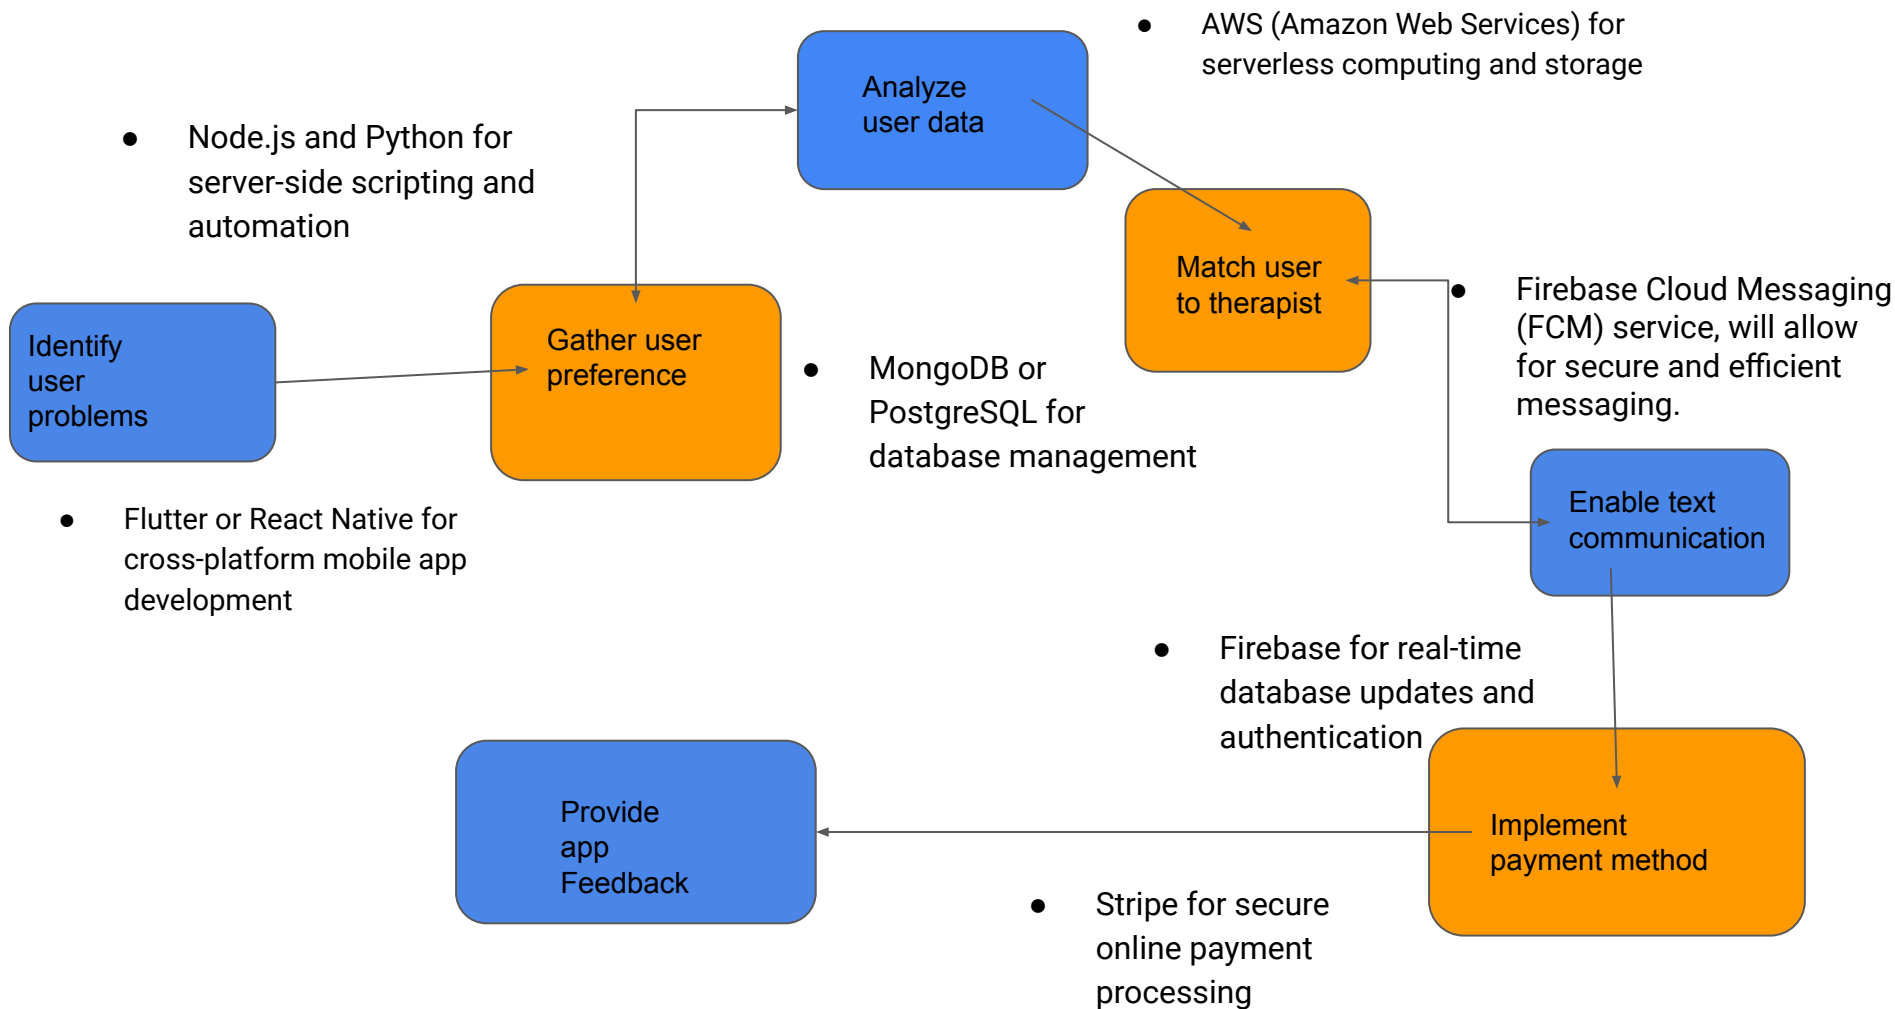 ● AWS (Amazon Web Services) for
serverless computing and storage
Analyze
user data
● Node.js and Python for
server-side scripting and
automation
Match user
to therapist
● Firebase Cloud Messaging
(FCM) service, will allow
for secure and efficient
messaging.
Identify
user
problems
Gather user
preference
● MongoDB or
PostgreSQL for
database management
● Flutter or React Native for
cross-platform mobile app
development
Enable text
communication
● Firebase for real-time
database updates and
authentication
Provide
app
Feedback
Implement
payment method
● Stripe for secure
online payment
processing